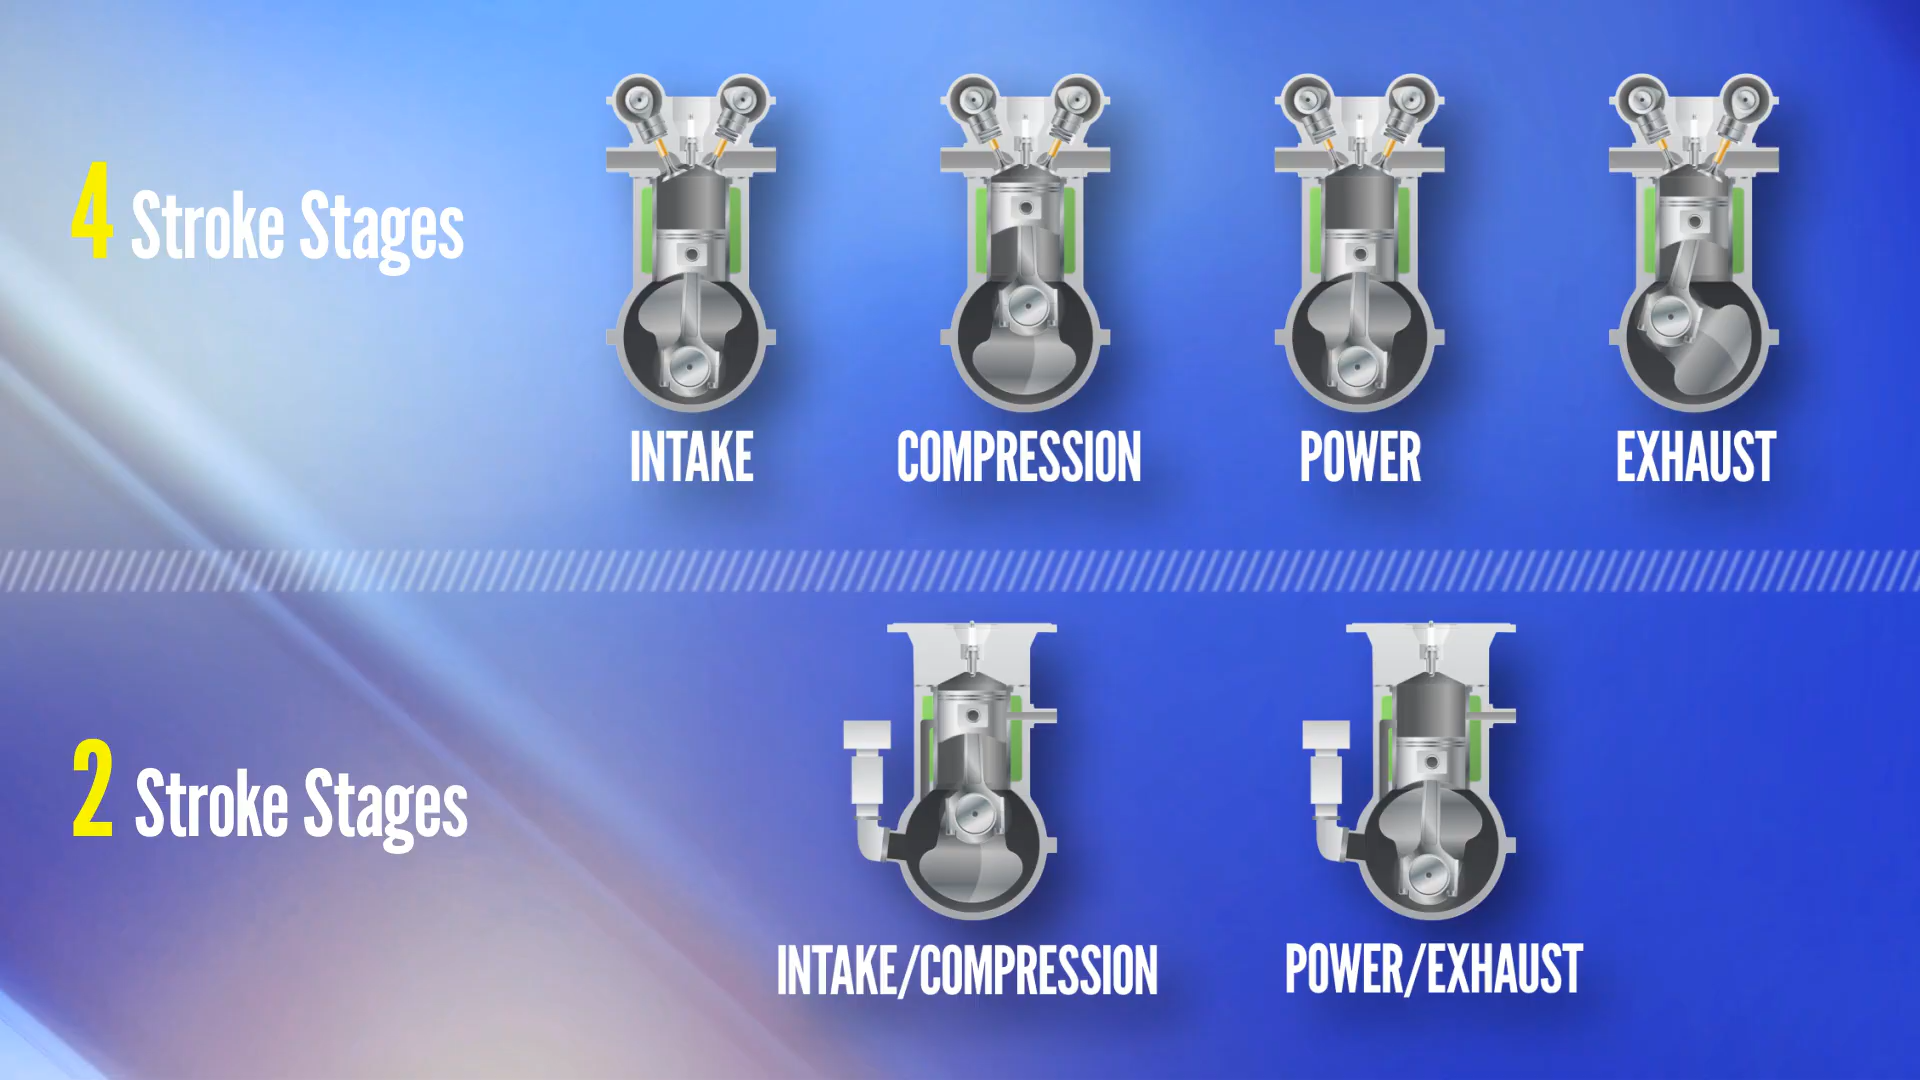 4 Stroke Stages
INTAKE
COMPRESSION
POWER
EXHAUST
2 Stroke Stages
INTAKE/COMPRESSION
POWER/EXHAUST